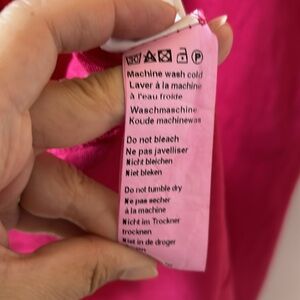 Machine wash cold
Laver à la machine
à l'eau froide
Waschmaschine
Koude machinewas
Do not bleach
Ne pas javelliser
Nicht bleichen
Niet bleken
Do not tumble dry
Ne pas secher
à la machine
Nicht im Trockner
trocknen
Niet in de droger